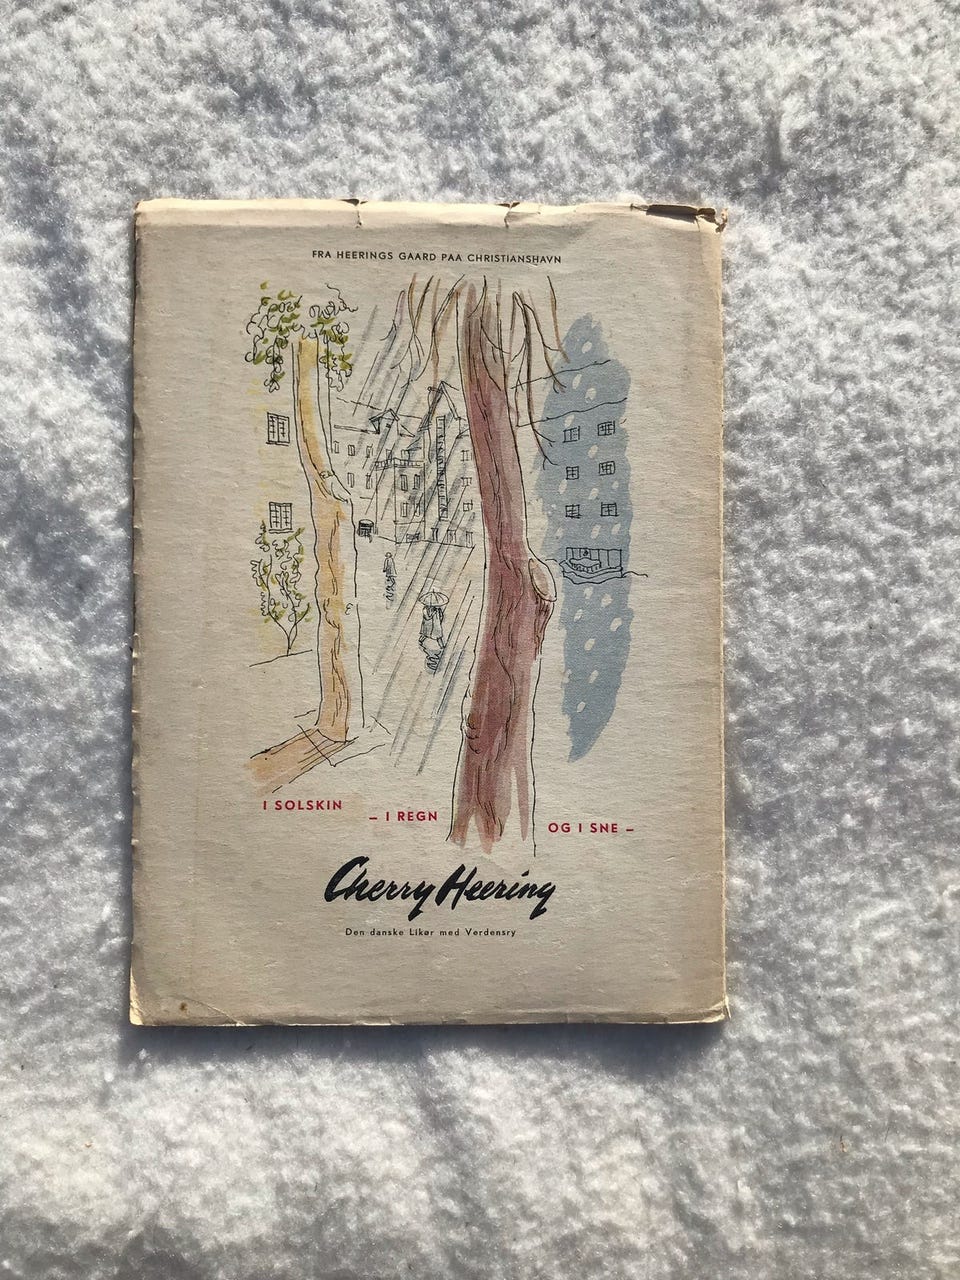 FRA HEERINGS GAARD PAA CHRISTIANSHAVN
I SOLSKIN
– I REGN
OG I SNE –
Cherry Heering
Den danske Likør med Verdensry